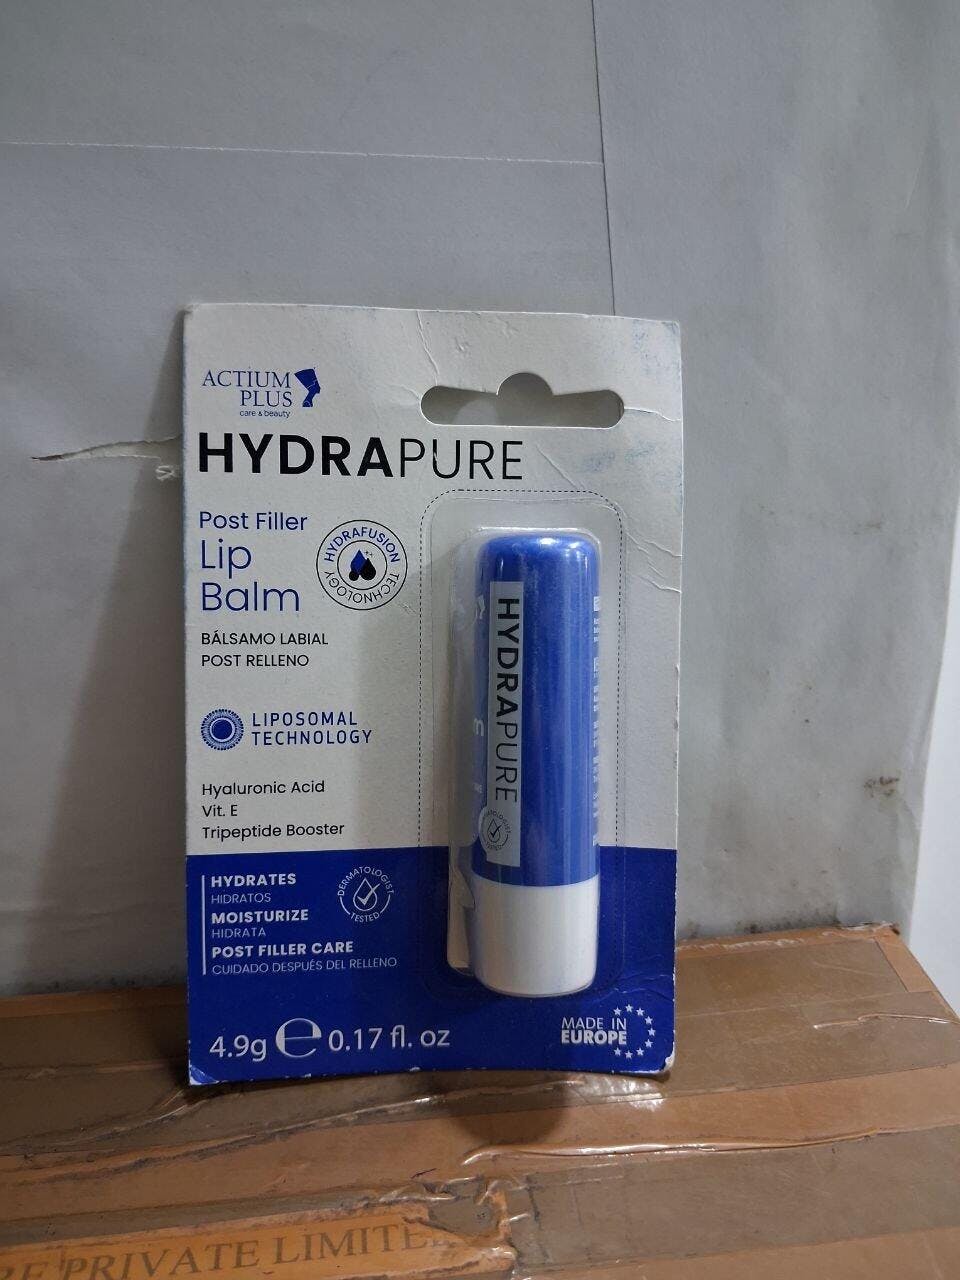 ACTIUM
PLUS
care & beauty
HYDRAPURE
Post Filler
Lip
Balm
HYDRAFUSION
TECHNOLOGY
BÁLSAMO LABIAL
POST RELLENO
LIPOSOMAL
TECHNOLOGY
Hyaluronic Acid
Vit. E
Tripeptide Booster
HYDRATES
HIDRATOS
MOISTURIZE
HIDRATA
POST FILLER CARE
CUIDADO DESPUÉS DEL RELLENO
DERMATOLOGIST
TESTED
4.9g e 0.17 fl. oz
MADE IN
EUROPE
HYDRAPURE
PRIVATE LIMITED